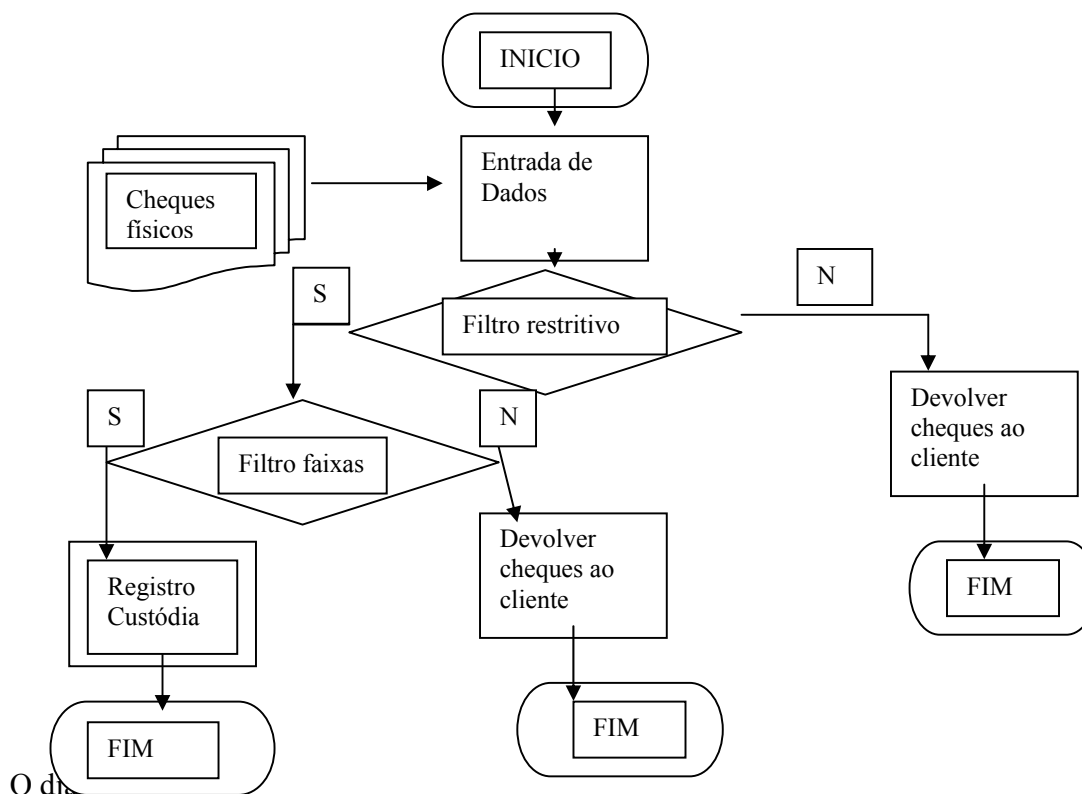 INICIO
Entrada de
Dados
Cheques
físicos
S
N
Filtro restritivo
S
N
Devolver
cheques ao
cliente
Filtro faixas
Devolver
cheques ao
cliente
Registro
Custódia
FIM
FIM
FIM
O